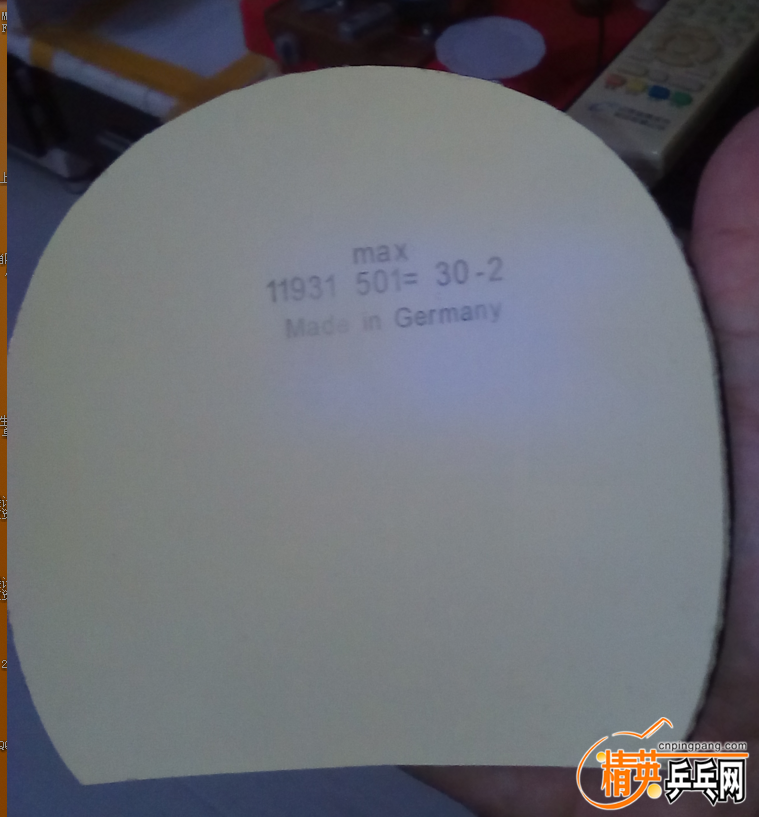 max
11931 501= 30-2
Made in Germany
cnpingpang.com
精英乒乓网